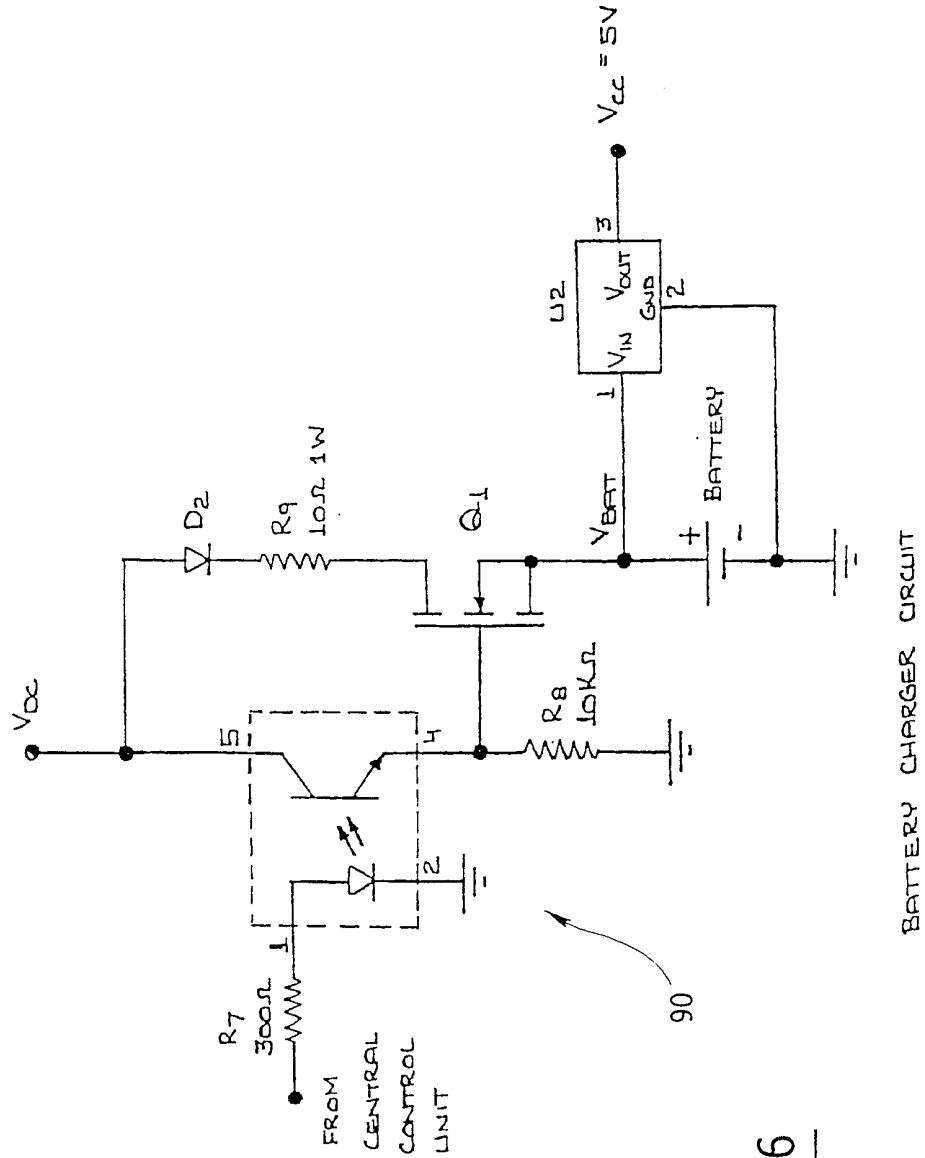 VDC
5
4
1
2
R7
300Ω
FROM
CENTRAL
CONTROL
UNIT
D2
R9
10Ω 1W
Q1
R8
10KΩ
VBAT
+
BATTERY
-
U2
1
VIN
VOUT
3
GND
2
VCC = 5V
90
BATTERY CHARGER CIRCUIT
6